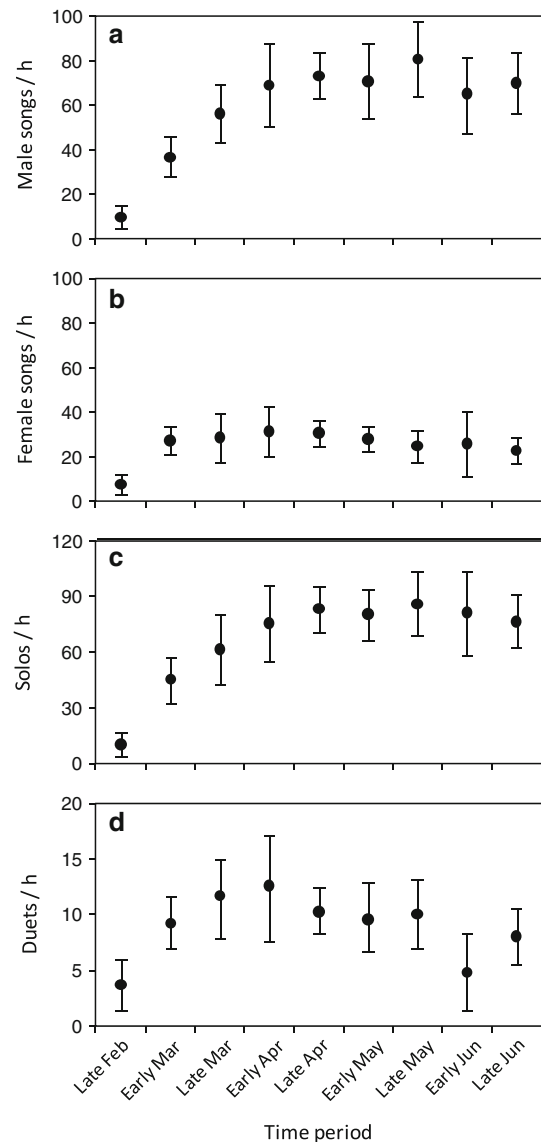 a
Male songs / h
100
80
60
40
20
0
b
Female songs / h
100
80
60
40
20
0
c
Solos / h
120
90
60
30
0
d
Duets / h
20
15
10
5
0
Late Feb
Early Mar
Late Mar
Early Apr
Late Apr
Early May
Late May
Early Jun
Late Jun
Time period